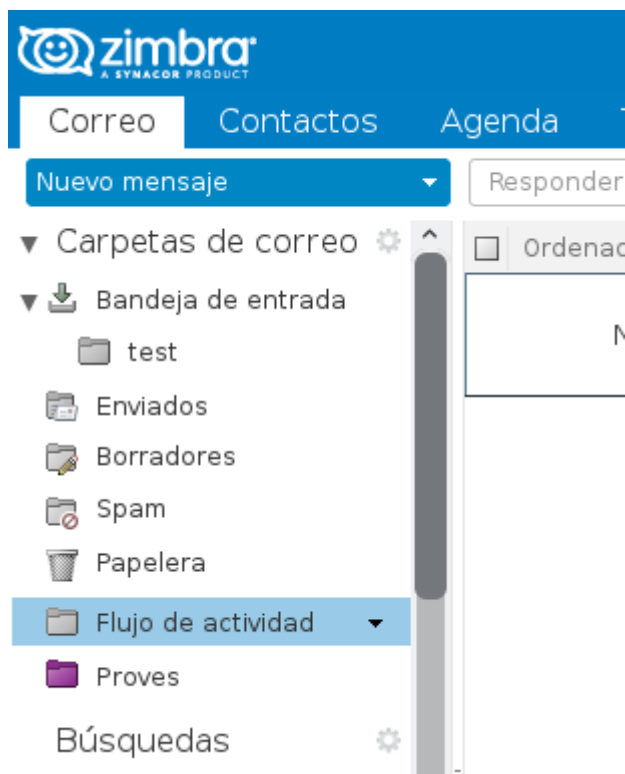 zimbra
A SYNACOR PRODUCT
Correo Contactos Agenda
Nuevo mensaje Responder
Carpetas de correo
Bandeja de entrada
test
Enviados
Borradores
Spam
Papelera
Flujo de actividad
Proves
Búsquedas